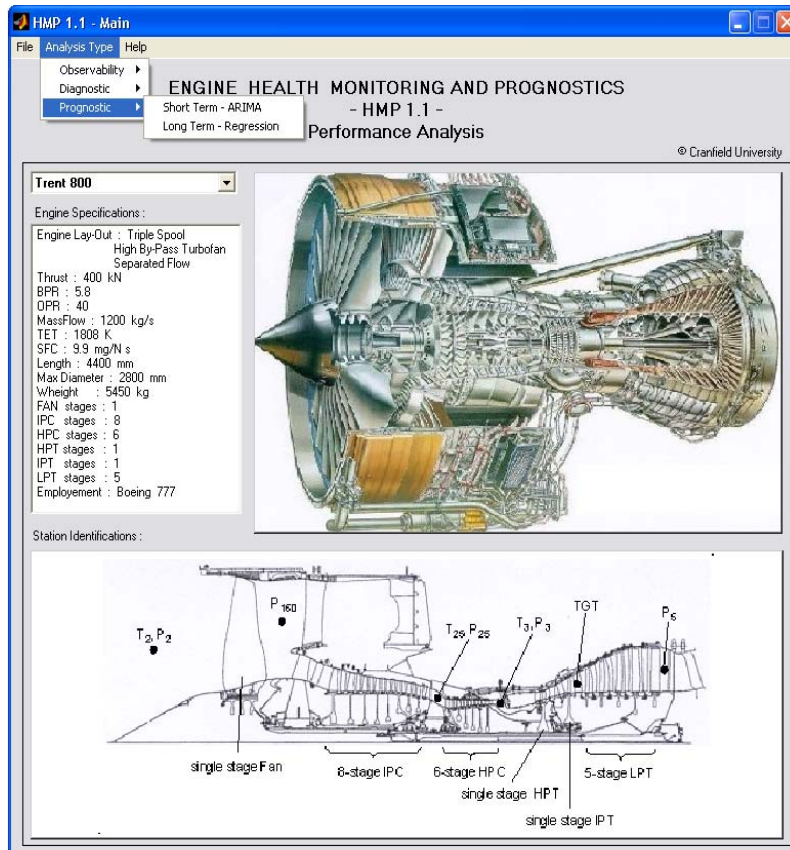 HMP 1.1 - Main
File Analysis Type Help
Observability
Diagnostic
Prognostic
Short Term - ARIMA
Long Term - Regression
ENGINE HEALTH MONITORING AND PROGNOSTICS
- HMP 1.1 -
Performance Analysis
© Cranfield University
Trent 800
Engine Specifications :
Engine Lay-Out : Triple Spool
High By-Pass Turbofan
Separated Flow
Thrust : 400 kN
BPR : 5.8
OPR : 40
MassFlow : 1200 kg/s
TET : 1808 K
SFC : 9.9 mg/N s
Length : 4400 mm
Max Diameter : 2800 mm
Wheight : 5450 kg
FAN stages : 1
IPC stages : 8
HPC stages : 6
HPT stages : 1
IPT stages : 1
LPT stages : 5
Employement : Boeing 777
Station Identifications :
T2, P2
P160
T25, P25
T3, P3
TGT
P5
single stage Fan
8-stage IPC
6-stage HPC
single stage HPT
single stage IPT
5-stage LPT